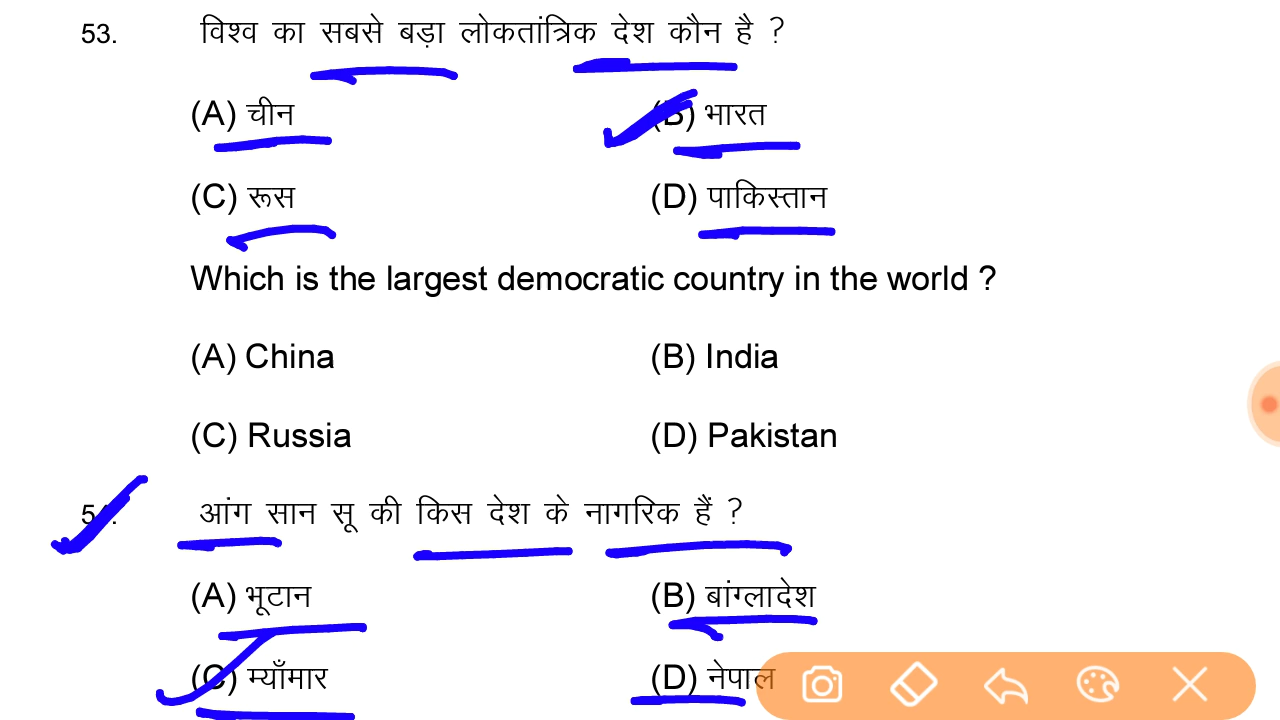 53. विश्व का सबसे बड़ा लोकतांत्रिक देश कौन है ?
(A) चीन (B) भारत
(C) रूस (D) पाकिस्तान
Which is the largest democratic country in the world ?
(A) China (B) India
(C) Russia (D) Pakistan
54. आंग सान सू की किस देश के नागरिक हैं ?
(A) भूटान (B) बांग्लादेश
(C) म्याँमार (D) नेपाल